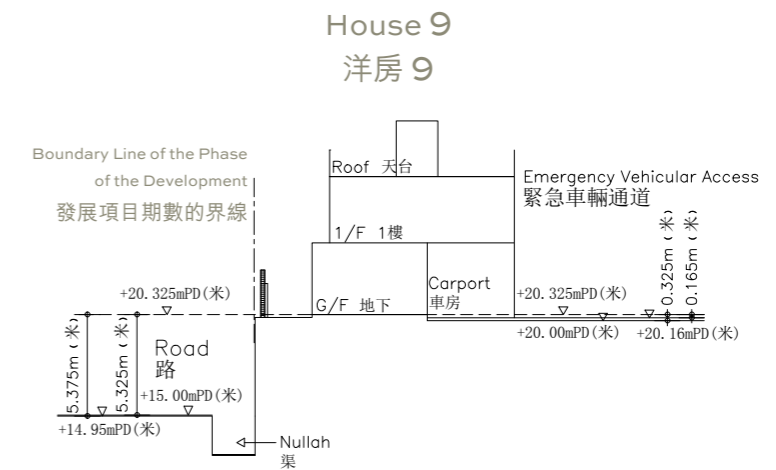 House 9
洋房 9
Boundary Line of the Phase
of the Development
發展項目期數的界線
Roof 天台
Emergency Vehicular Access
緊急車輛通道
1/F 1樓
0.325m (米)
0.165m (米)
Carport
車房
G/F 地下
+20.325mPD(米)
+20.325mPD(米)
+20.00mPD(米)
+20.16mPD(米)
5.375m (米)
5.325m (米)
Road
路
+15.00mPD(米)
+14.95mPD(米)
Nullah
渠